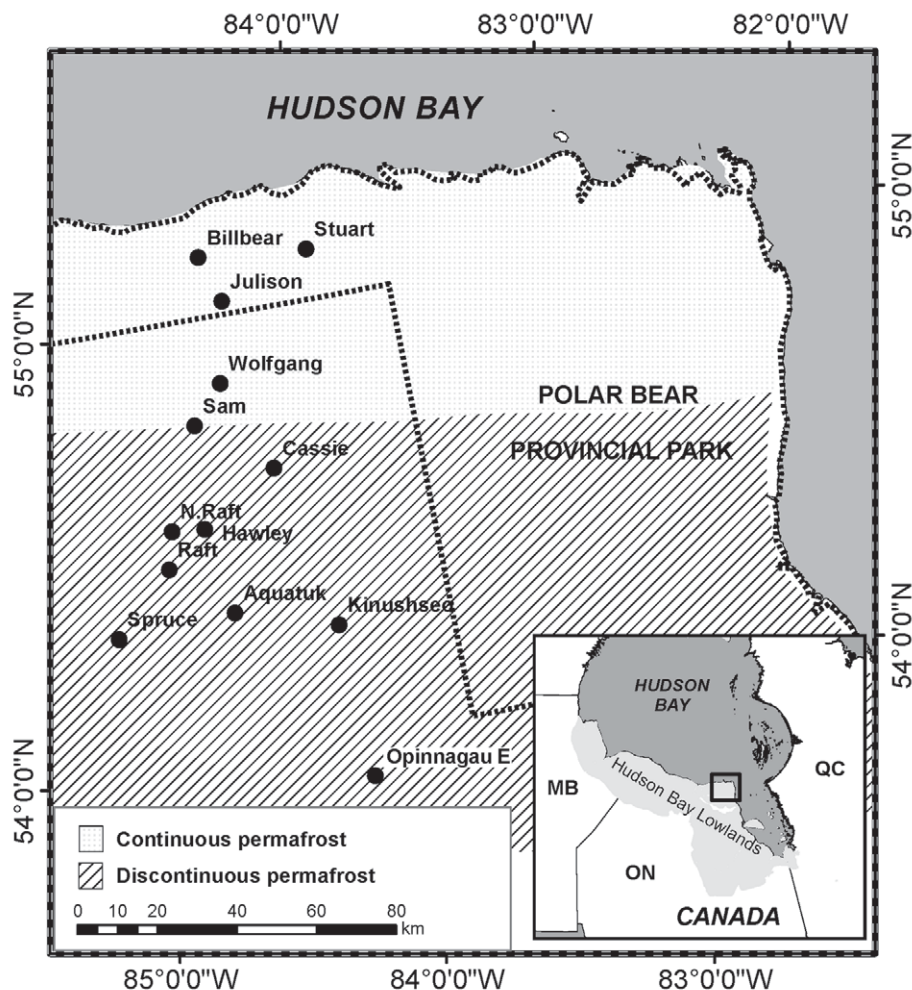 84°0'0"W 83°0'0"W 82°0'0"W
HUDSON BAY
55°0'0"N
Stuart
Billbear
Julison
55°0'0"N
Wolfgang
POLAR BEAR
Sam
Cassie
PROVINCIAL PARK
N.Raft
Hawley
Raft
Aquatuk
Kinushseo
Spruce
54°0'0"N
HUDSON
BAY
Opinnagau E
Hudson Bay Lowlands
QC
MB
54°0'0"N
Continuous permafrost
ON
Discontinuous permafrost
CANADA
0 10 20 40 60 80
km
85°0'0"W 84°0'0"W 83°0'0"W